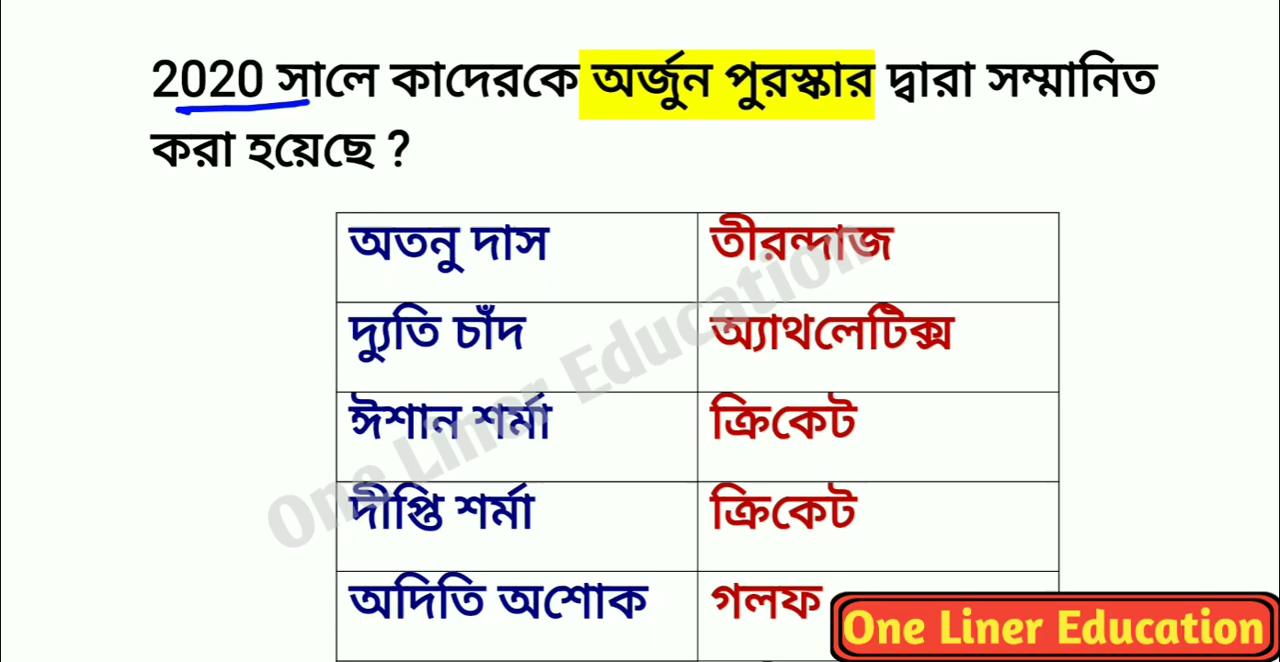 2020 সালে কাদেরকে অর্জুন পুরস্কার দ্বারা সম্মানিত
করা হয়েছে ?
অতনু দাস তীরন্দাজ
দ্যুতি চাঁদ অ্যাথলেটিক্স
ঈশান শর্মা ক্রিকেট
দীপ্তি শর্মা ক্রিকেট
অদিতি অশোক গলফ
One Liner Education
One Liner Education